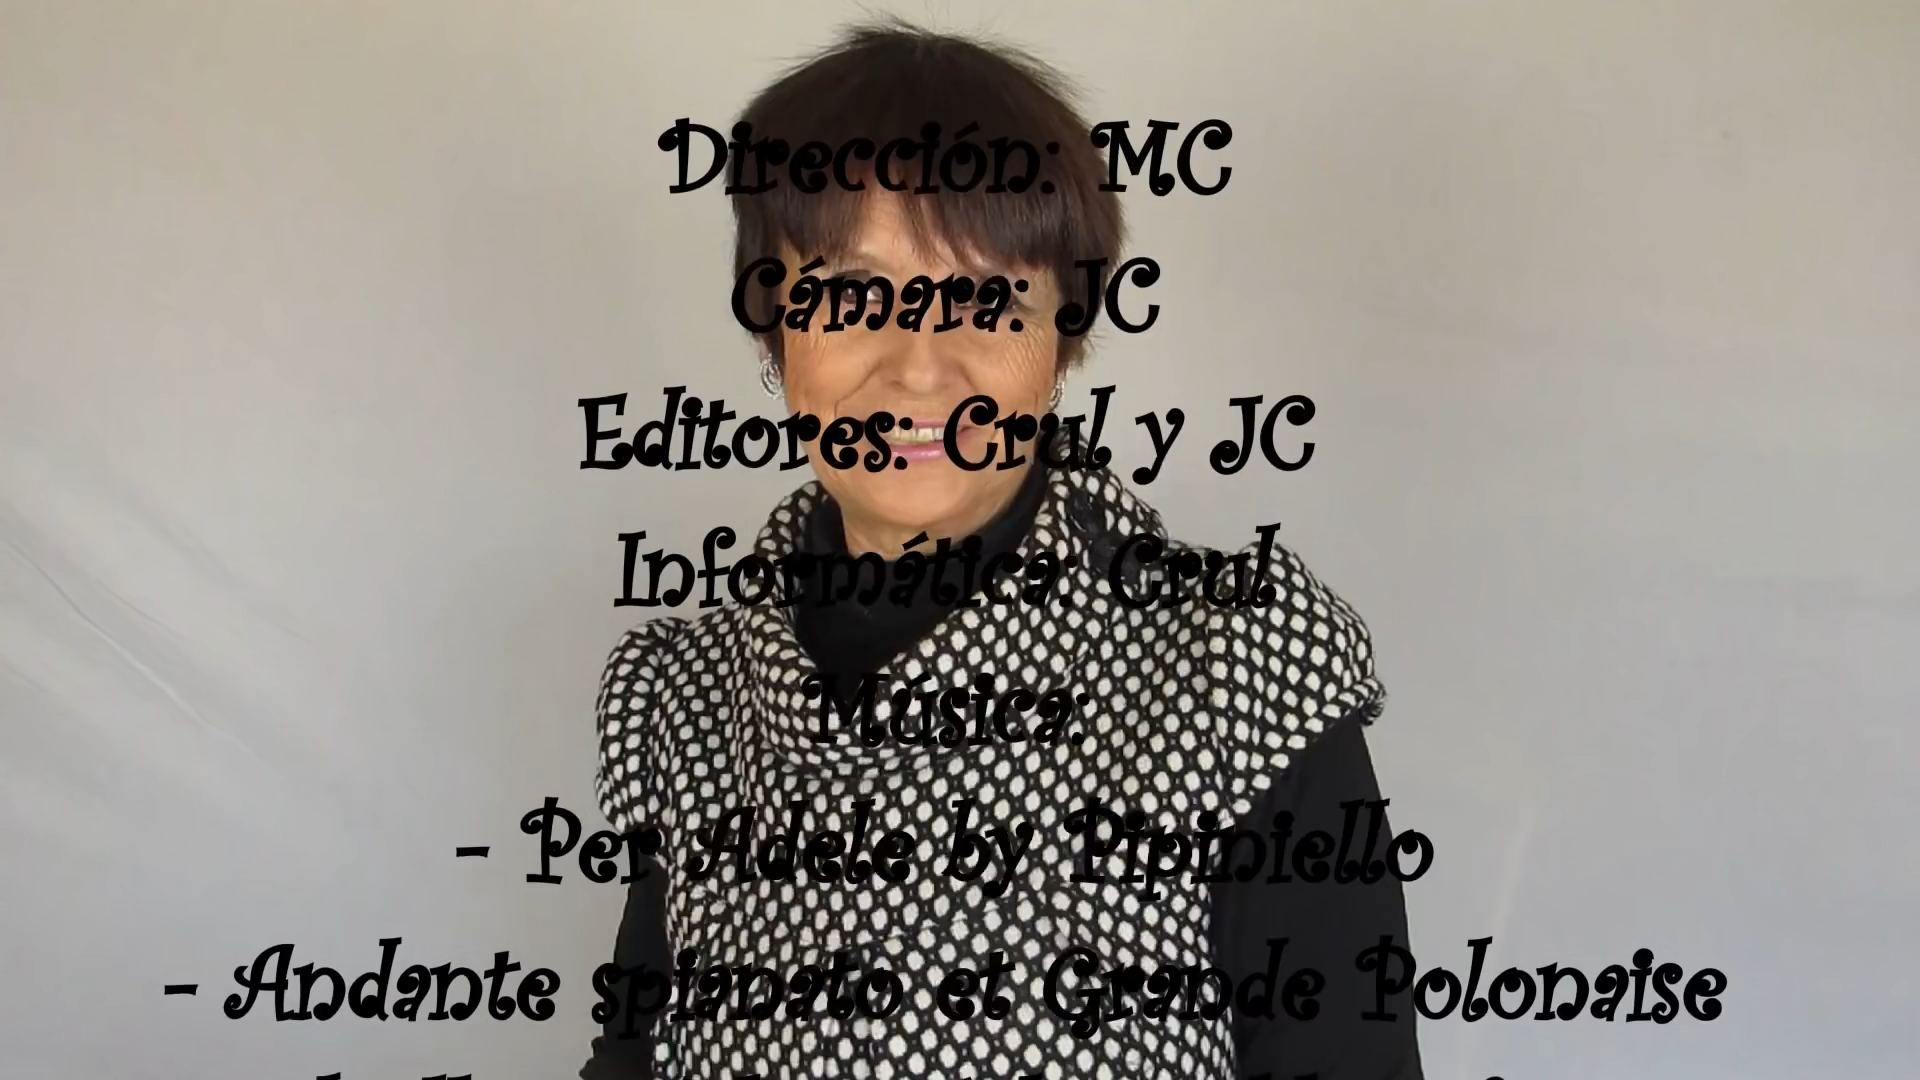 Dirección: MC
Cámara: JC
Editores: Crul y JC
Informática: Crul
Música:
- Per Adele by Pipiniello
- Andante spianato et Grande Polonaise